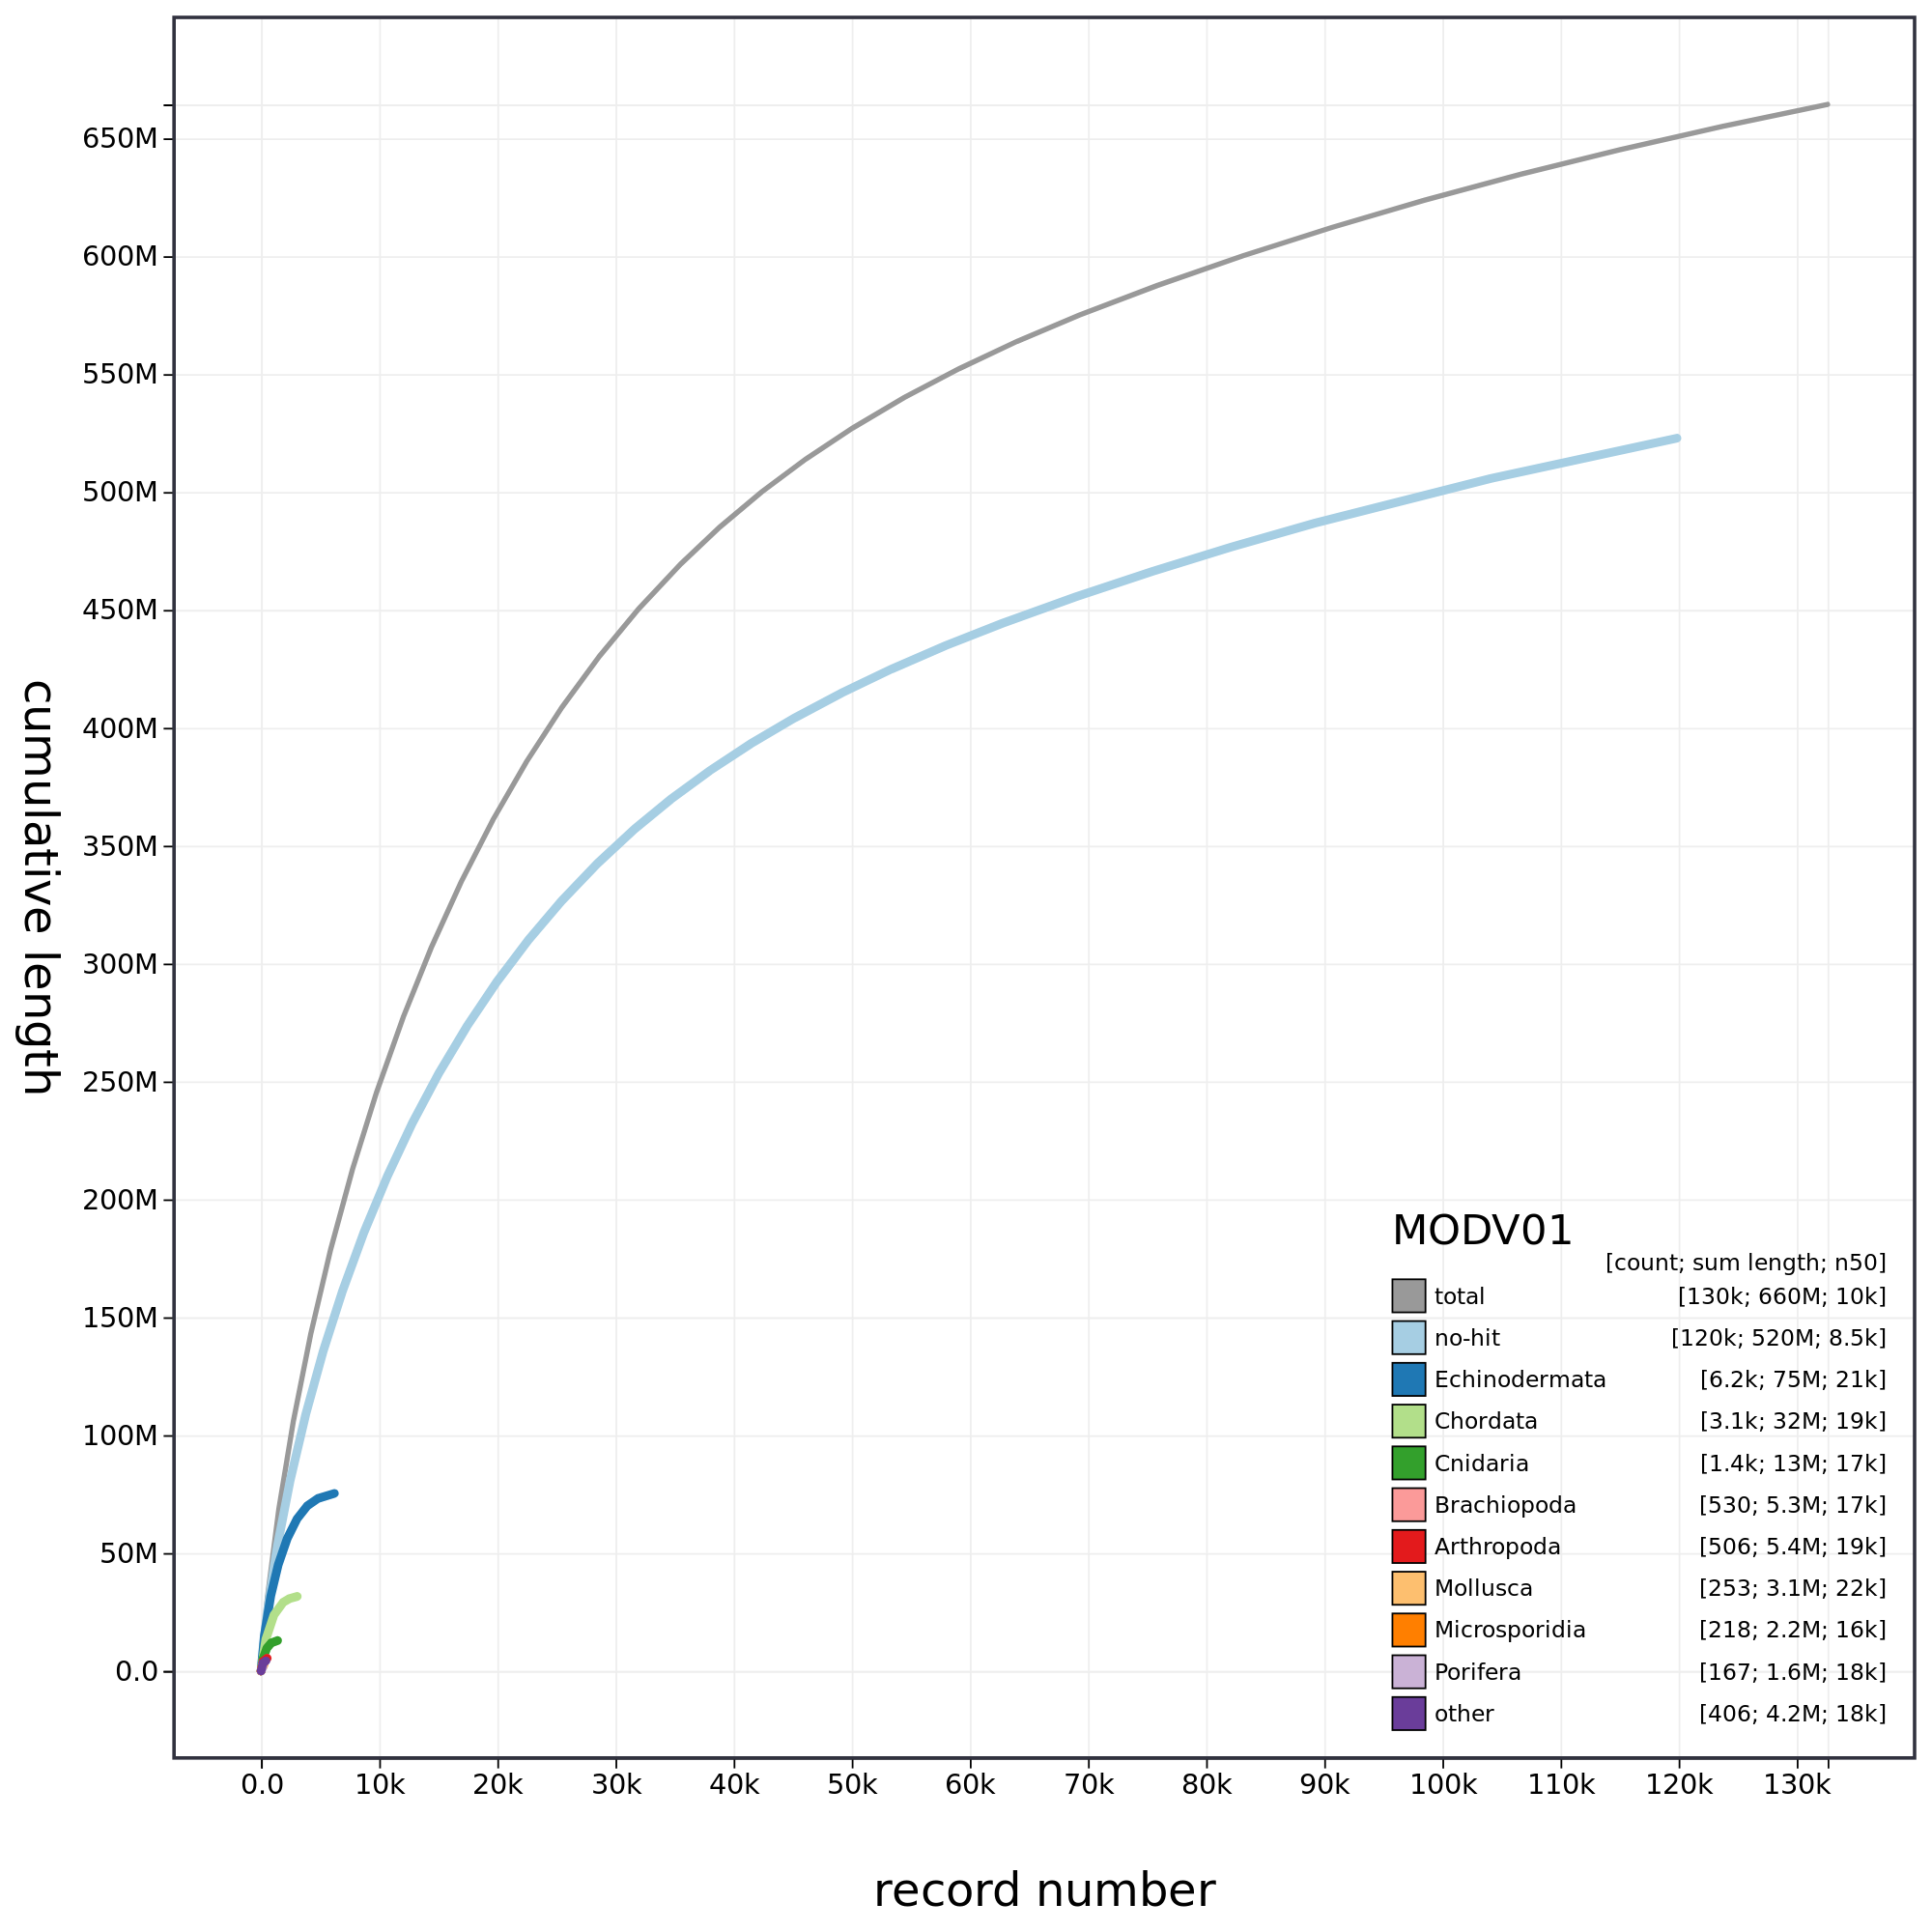 650M
600M
550M
500M
450M
400M
350M
300M
250M
200M
150M
100M
50M
0.0
cumulative length
MODV01
[count; sum length; n50]
total [130k; 660M; 10k]
no-hit [120k; 520M; 8.5k]
Echinodermata [6.2k; 75M; 21k]
Chordata [3.1k; 32M; 19k]
Cnidaria [1.4k; 13M; 17k]
Brachiopoda [530; 5.3M; 17k]
Arthropoda [506; 5.4M; 19k]
Mollusca [253; 3.1M; 22k]
Microsporidia [218; 2.2M; 16k]
Porifera [167; 1.6M; 18k]
other [406; 4.2M; 18k]
0.0 10k 20k 30k 40k 50k 60k 70k 80k 90k 100k 110k 120k 130k
record number